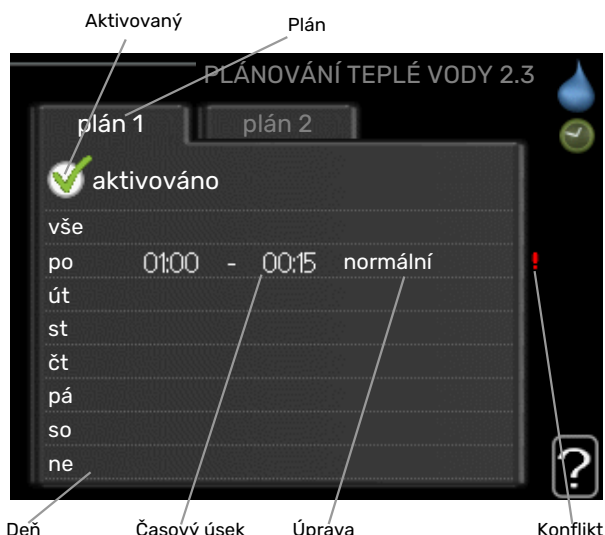 Aktivovaný
Plán
PLÁNOVÁNÍ TEPLÉ VODY 2.3
plán 1
plán 2
aktivováno
vše
po 01:00 - 00:15 normální !
út
st
čt
pá
so
ne
?
Deň Časový úsek Úprava Konflikt